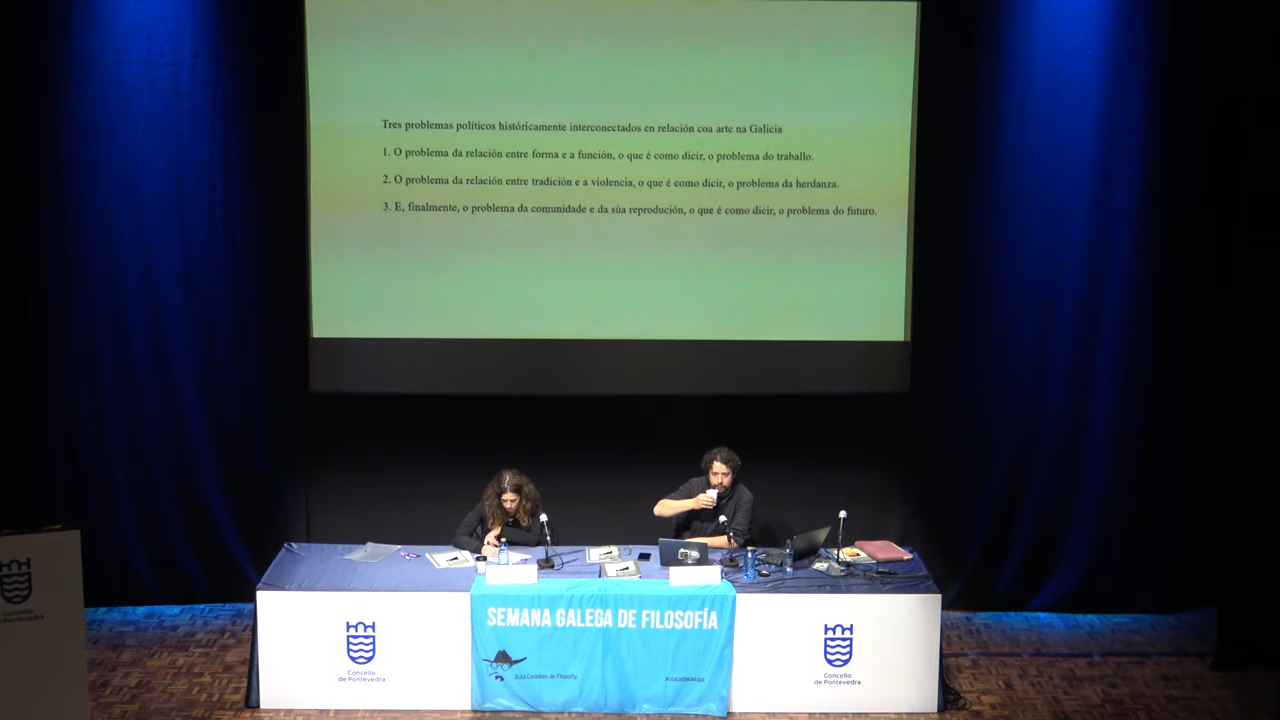 Tres problemas políticos históricamente interconectados en relación coa arte na Galicia
1. O problema da relación entre forma e a función, o que é como dicir, o problema do traballo.
2. O problema da relación entre tradición e a violencia, o que é como dicir, o problema da herdanza.
3. E, finalmente, o problema da comunidade e da súa reprodución, o que é como dicir, o problema do futuro.
SEMANA GALEGA DE FILOSOFÍA
Aula Castelao de Filosofía
Concello
de Pontevedra
Concello
de Pontevedra
Concello
de Pontevedra